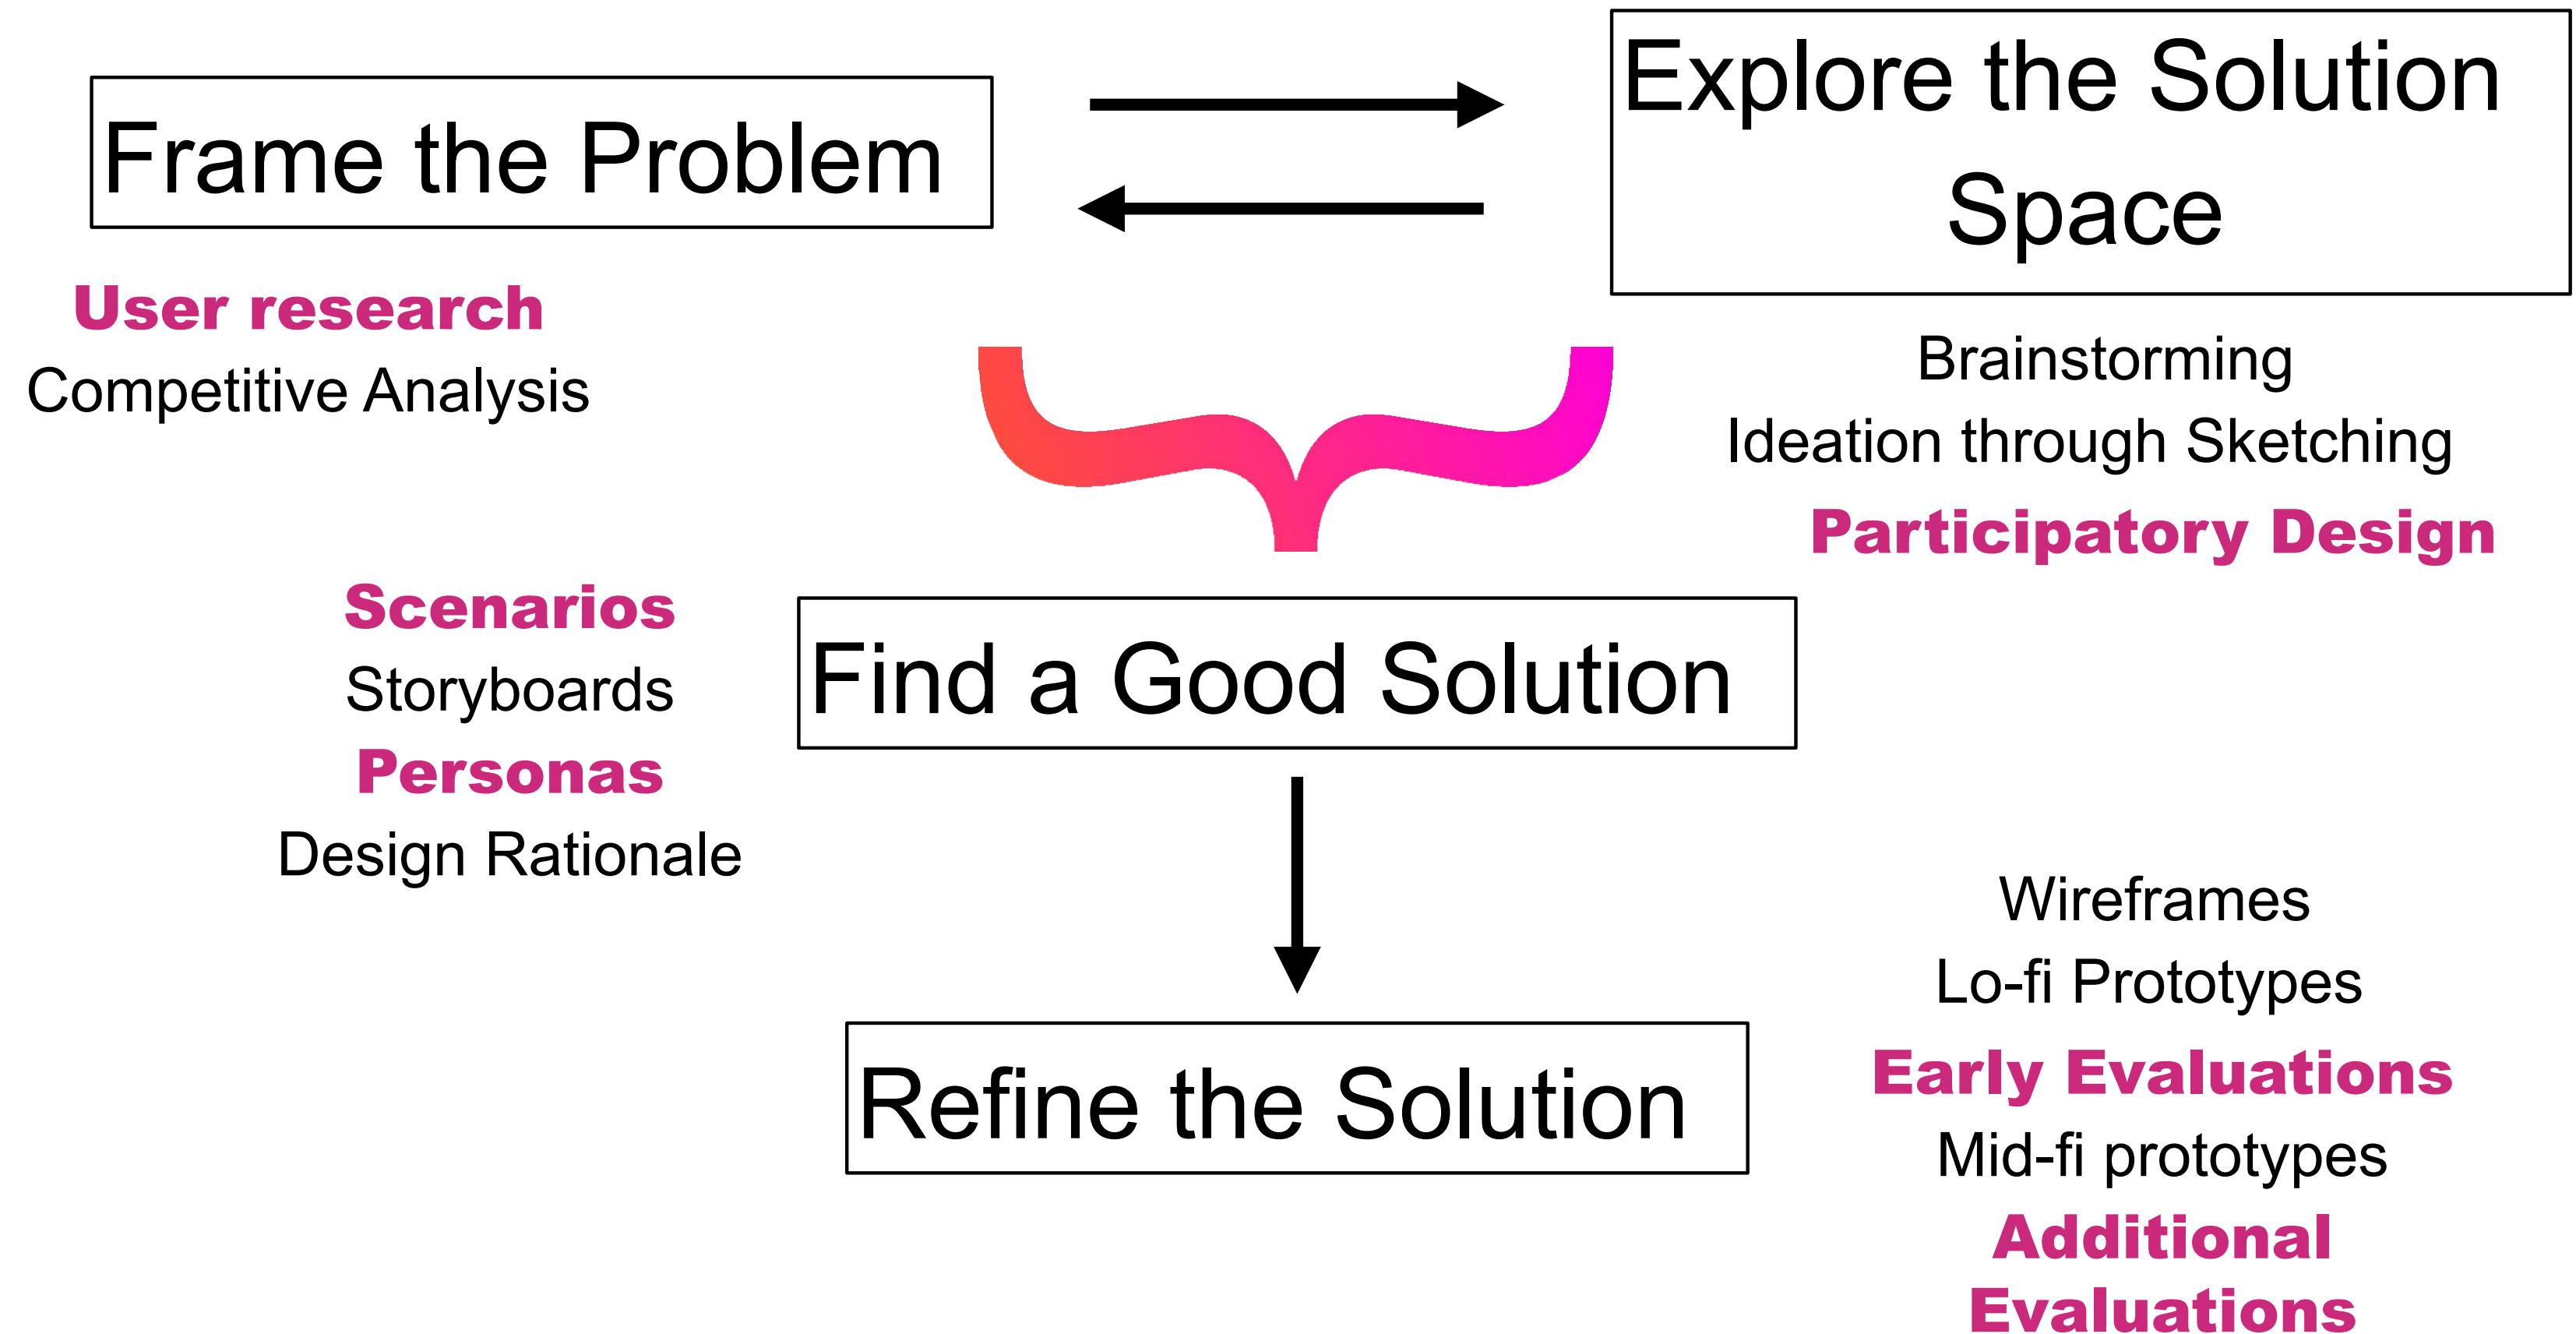 Frame the Problem
Explore the Solution
Space
User research
Competitive Analysis
Brainstorming
Ideation through Sketching
Participatory Design
Scenarios
Storyboards
Personas
Design Rationale
Find a Good Solution
Refine the Solution
Wireframes
Lo-fi Prototypes
Early Evaluations
Mid-fi prototypes
Additional
Evaluations